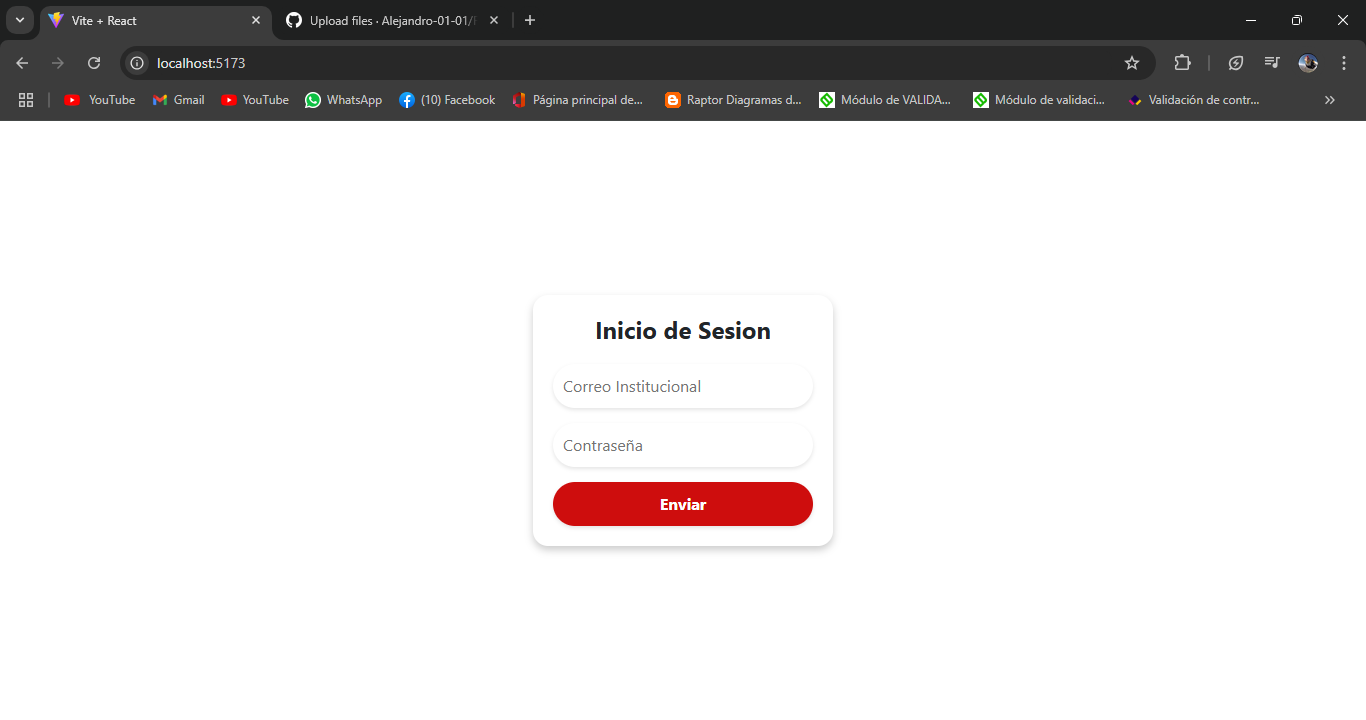 Vite + React
Upload files · Alejandro-01-01/
localhost:5173
YouTube
Gmail
YouTube
WhatsApp
(10) Facebook
Página principal de...
Raptor Diagramas d...
Módulo de VALIDA...
Módulo de validaci...
Validación de contr...
Inicio de Sesion
Correo Institucional
Contraseña
Enviar